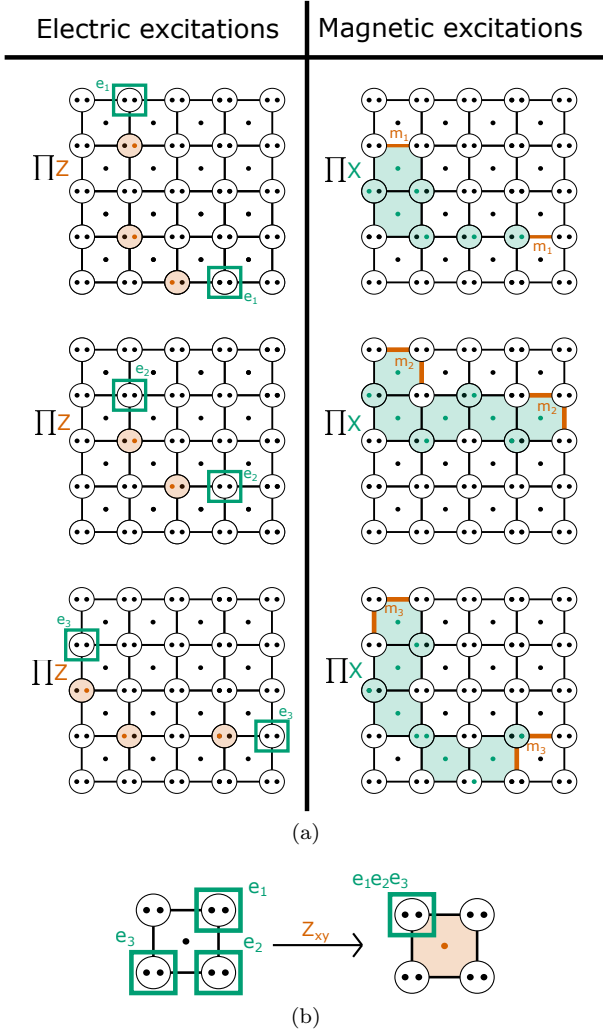 Electric excitations Magnetic excitations
e₁
m₁
∏Z ∏X
m₁
e₁
e₂
m₂
m₂
∏Z ∏X
e₂
e₃
m₃
∏Z ∏X
e₃
m₃
(a)
e₁e₂e₃
e₁
Z_xy
e₃ e₂
(b)